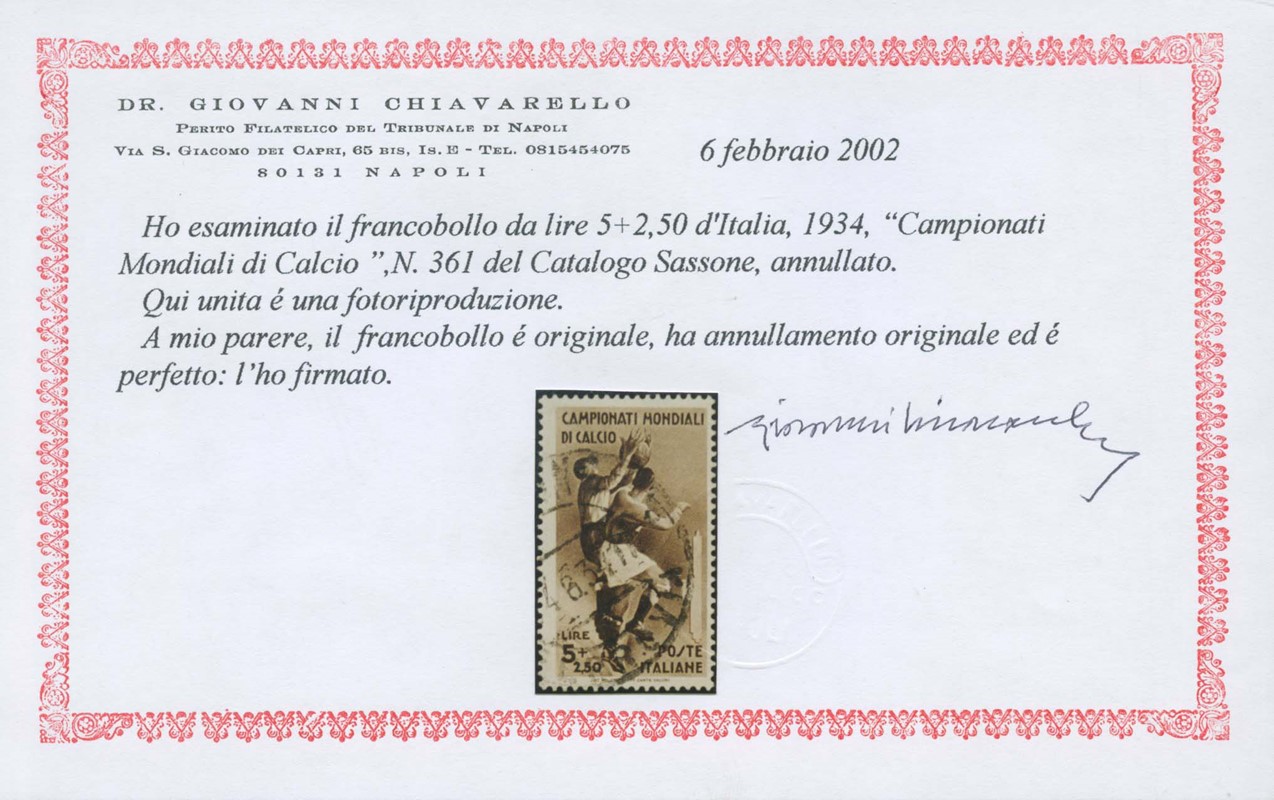 DR. GIOVANNI CHIAVARELLO
PERITO FILATELICO DEL TRIBUNALE DI NAPOLI
VIA S. GIACOMO DEI CAPRI, 65 BIS, IS. E - TEL. 0815454075
80131 NAPOLI
6 febbraio 2002
Ho esaminato il francobollo da lire 5+2,50 d'Italia, 1934, “Campionati
Mondiali di Calcio ”,N. 361 del Catalogo Sassone, annullato.
Qui unita é una fotoriproduzione.
A mio parere, il francobollo é originale, ha annullamento originale ed é
perfetto: l’ho firmato.
CAMPIONATI MONDIALI
DI CALCIO
LIRE
5+
2,50
POSTE
ITALIANE